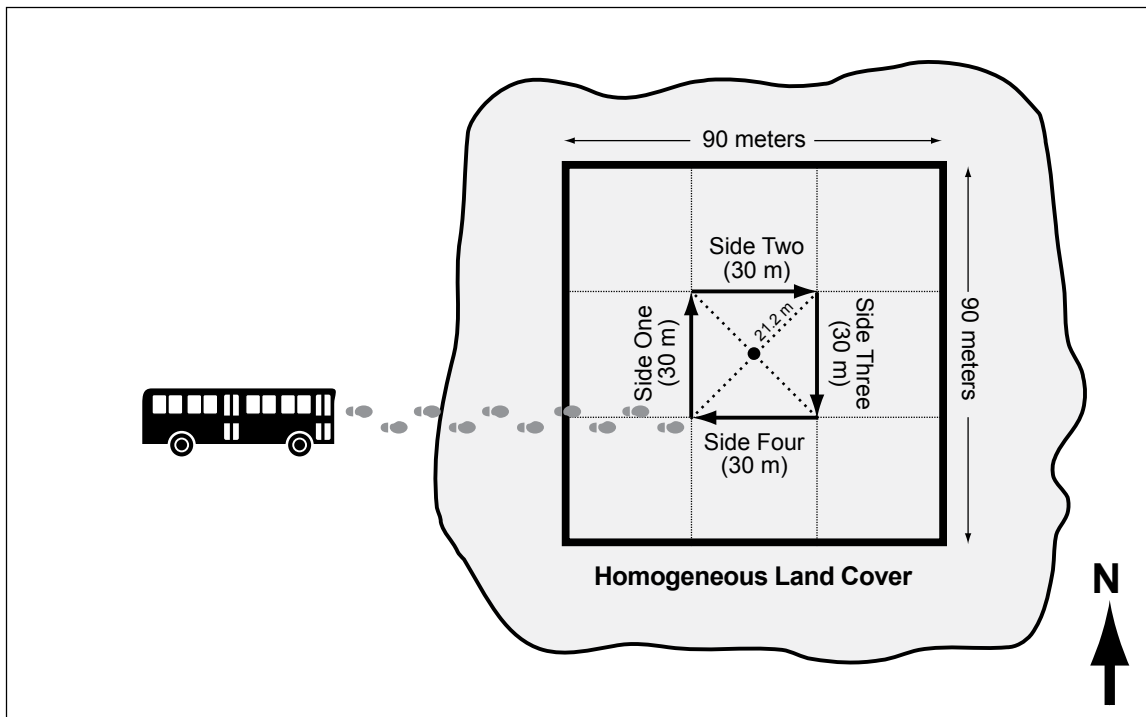 90 meters
Side Two
(30 m)
21.2 m
Side One
(30 m)
Side Three
(30 m)
90 meters
Side Four
(30 m)
Homogeneous Land Cover
N